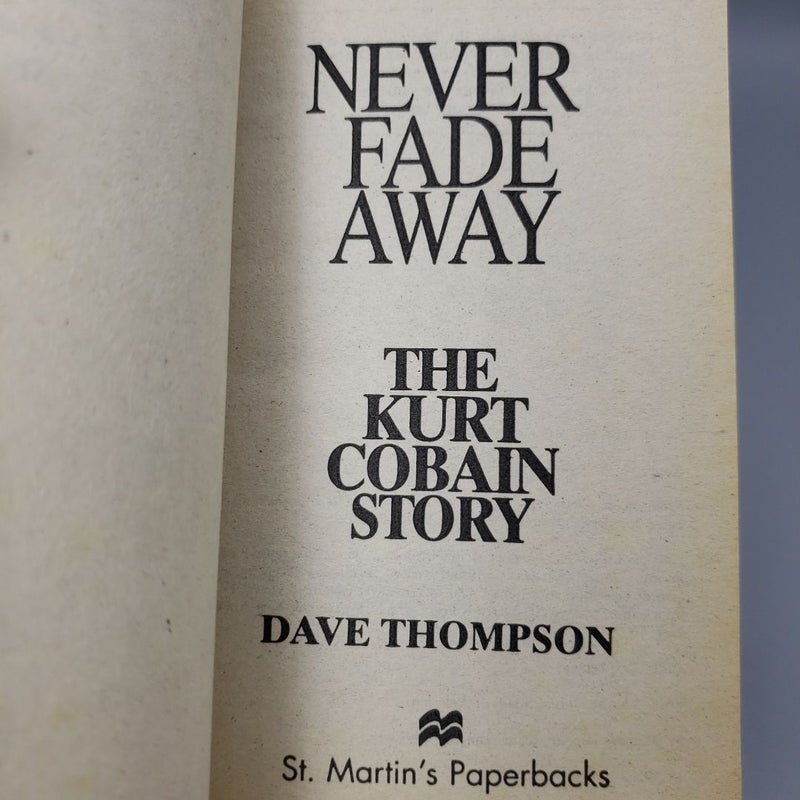 NEVER
FADE
AWAY
THE
KURT
COBAIN
STORY
DAVE THOMPSON
St. Martin's Paperbacks